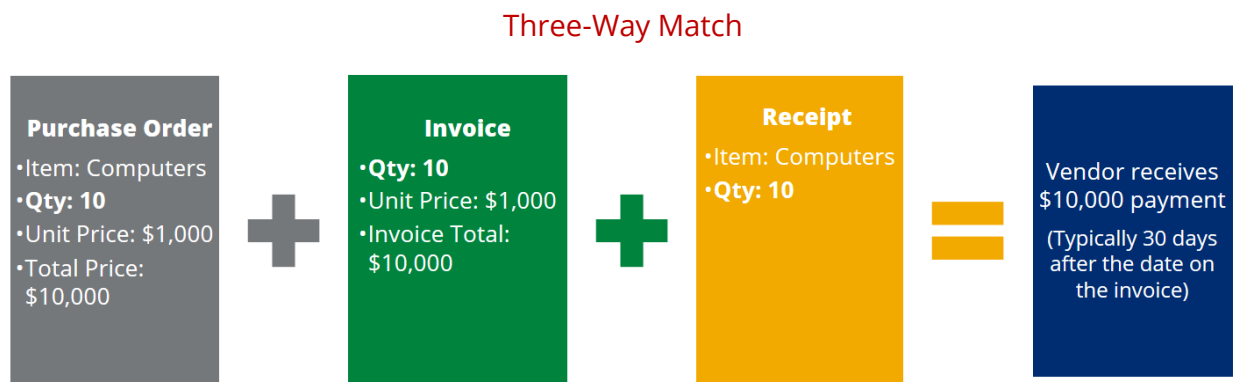 Three-Way Match
Purchase Order
•Item: Computers
•Qty: 10
•Unit Price: $1,000
•Total Price:
$10,000
Invoice
•Qty: 10
•Unit Price: $1,000
•Invoice Total:
$10,000
Receipt
•Item: Computers
•Qty: 10
Vendor receives
$10,000 payment
(Typically 30 days
after the date on
the invoice)